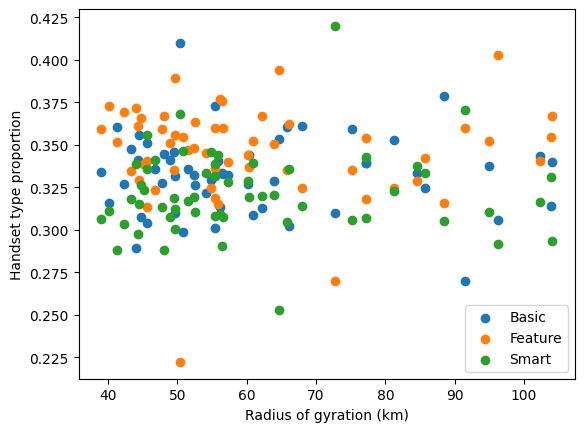 0.425
0.400
0.375
0.350
0.325
0.300
0.275
0.250
0.225
Handset type proportion
40 50 60 70 80 90 100
Radius of gyration (km)
Basic
Feature
Smart